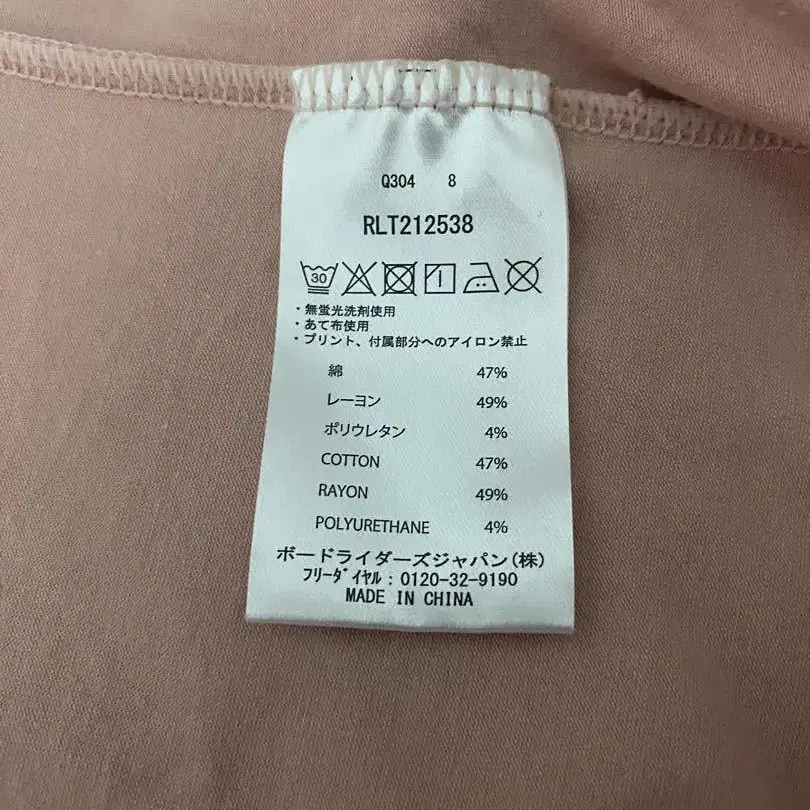 Q304 8
RLT212538
30
・無蛍光洗剤使用
・あて布使用
・プリント、付属部分へのアイロン禁止
綿 47%
レーヨン 49%
ポリウレタン 4%
COTTON 47%
RAYON 49%
POLYURETHANE 4%
ボードライダーズジャパン(株)
フリーダイヤル:0120-32-9190
MADE IN CHINA